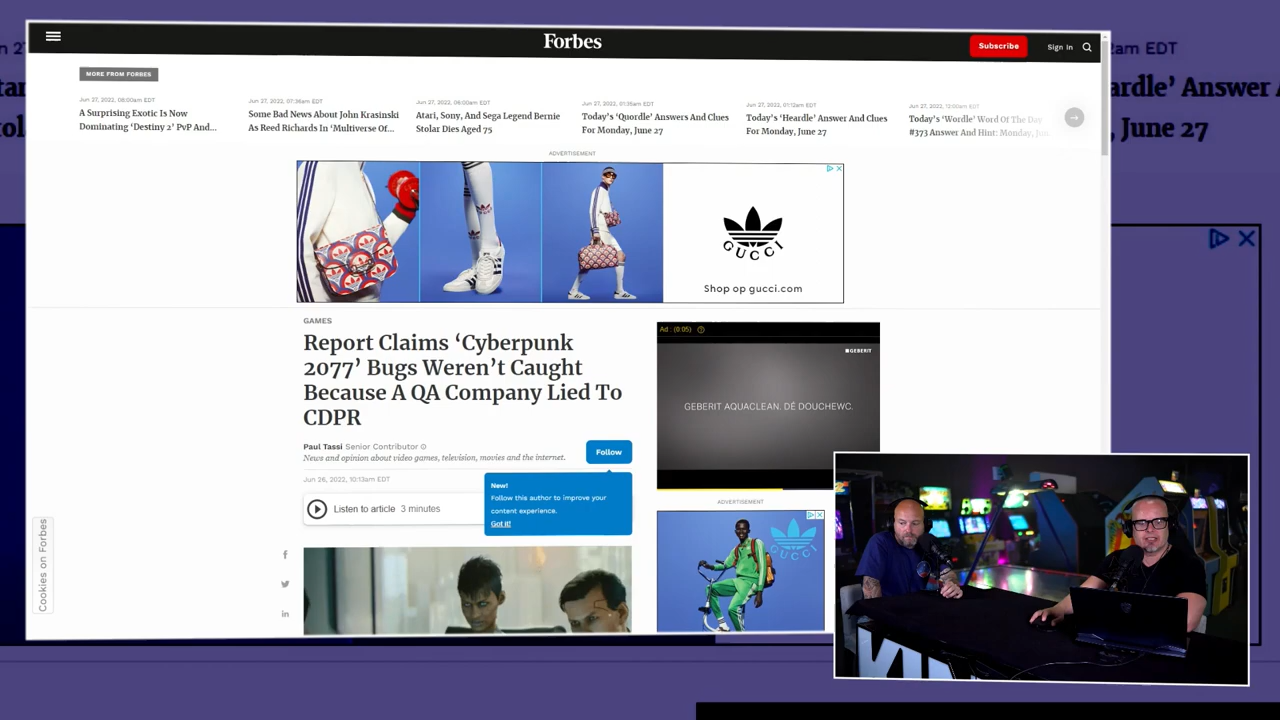 Forbes
Subscribe
Sign In
MORE FROM FORBES
Jun 27, 2022, 08:00am EDT
A Surprising Exotic Is Now
Dominating ‘Destiny 2’ PvP And...
Jun 27, 2022, 07:36am EDT
Some Bad News About John Krasinski
As Reed Richards In ‘Multiverse Of...
Jun 27, 2022, 06:00am EDT
Atari, Sony, And Sega Legend Bernie
Stolar Dies Aged 75
Jun 27, 2022, 01:35am EDT
Today’s ‘Quordle’ Answers And Clues
For Monday, June 27
Jun 27, 2022, 01:12am EDT
Today’s ‘Heardle’ Answer And Clues
For Monday, June 27
Jun 27, 2022, 12:00am EDT
Today’s ‘Wordle’ Word Of The Day
#373 Answer And Hint: Monday, Jun...
ADVERTISEMENT
GUCCI
Shop op gucci.com
GAMES
Report Claims ‘Cyberpunk
2077’ Bugs Weren’t Caught
Because A QA Company Lied To
CDPR
Paul Tassi Senior Contributor
News and opinion about video games, television, movies and the internet.
Follow
Jun 26, 2022, 10:13am EDT
New!
Follow this author to improve your
content experience.
Got it!
Listen to article 3 minutes
Cookies on Forbes
Ad : (0:05)
GEBERIT
GEBERIT AQUACLEAN. DÉ DOUCHEWC.
ADVERTISEMENT
GUCCI
am EDT
ardle’ Answer A
, June 27